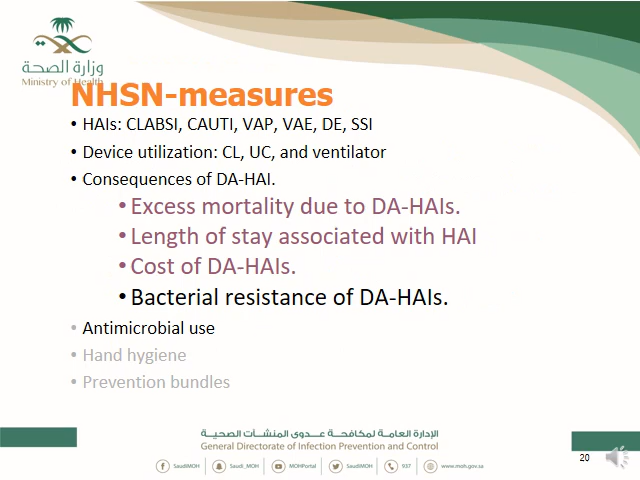 وزارة الصحة
Ministry of Health
NHSN-measures
• HAIs: CLABSI, CAUTI, VAP, VAE, DE, SSI
• Device utilization: CL, UC, and ventilator
• Consequences of DA-HAI.
• Excess mortality due to DA-HAIs.
• Length of stay associated with HAI
• Cost of DA-HAIs.
• Bacterial resistance of DA-HAIs.
• Antimicrobial use
• Hand hygiene
• Prevention bundles
الإدارة العامة لمكافحة عدوى المنشآت الصحية
General Directorate of Infection Prevention and Control
SaudiMOH Saudi_MOH MOHPortal SaudiMOH 937 www.moh.gov.sa
20